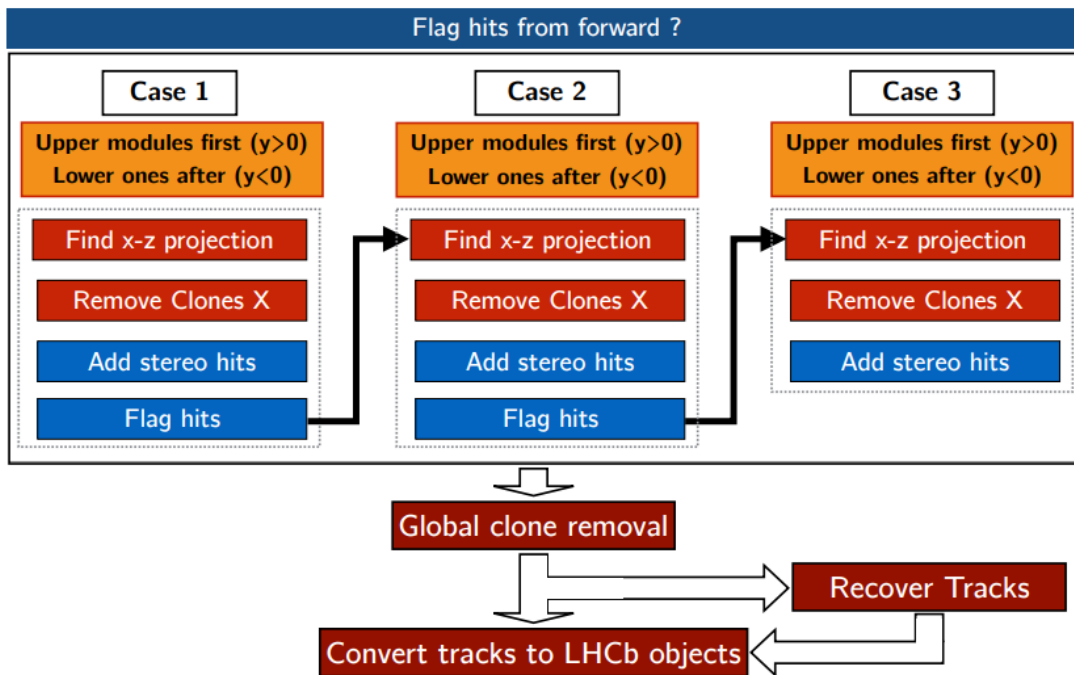 Flag hits from forward ?
Case 1
Upper modules first (y>0)
Lower ones after (y<0)
Find x-z projection
Remove Clones X
Add stereo hits
Flag hits
Case 2
Upper modules first (y>0)
Lower ones after (y<0)
Find x-z projection
Remove Clones X
Add stereo hits
Flag hits
Case 3
Upper modules first (y>0)
Lower ones after (y<0)
Find x-z projection
Remove Clones X
Add stereo hits
Global clone removal
Recover Tracks
Convert tracks to LHCb objects